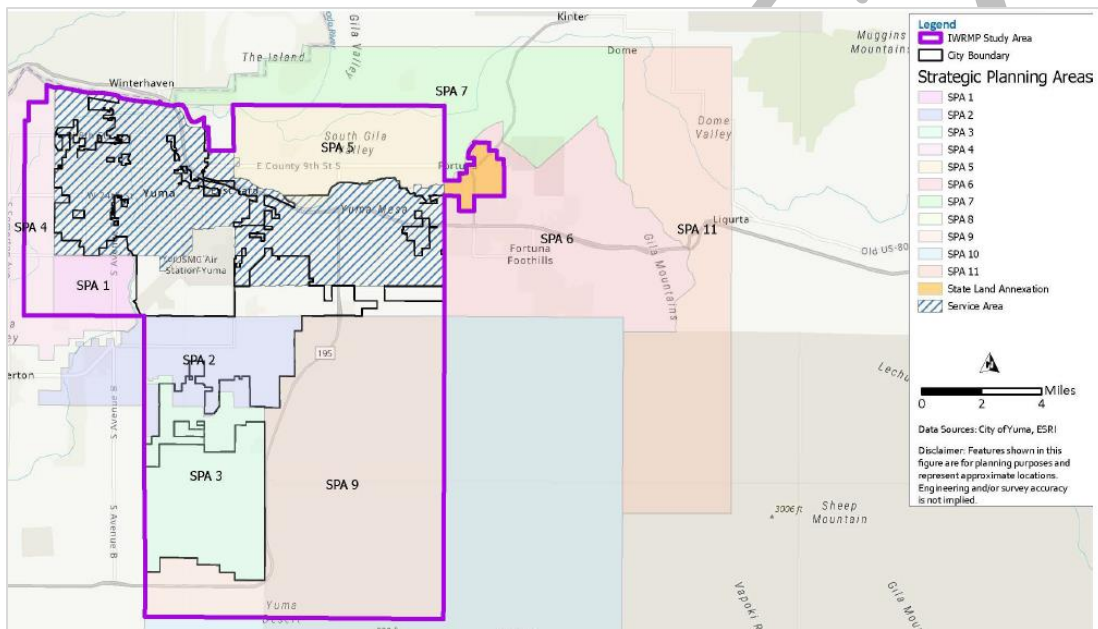 Kinter
Gila
Valley
The Island
Dome
Muggins
Mountains
Winterhaven
SPA 7
Dome
Valley
South Gila
Valley
SPA 5
E County 9th St S
Yuma
Yuma Mesa
SPA 4
SPA 6
SPA 11
Ligurta
Old US-80
Fortuna
Foothills
Gila Mountains
USMC Air
Station-Yuma
SPA 1
SPA 2
195
erton
S Avenue B
SPA 3
SPA 9
S Avenue B
3006 ft
Sheep
Mountain
Yuma
Desert
Legend
IWRMP Study Area
City Boundary
Strategic Planning Areas
SPA 1
SPA 2
SPA 3
SPA 4
SPA 5
SPA 6
SPA 7
SPA 8
SPA 9
SPA 10
SPA 11
State Land Annexation
Service Area
Miles
0 2 4
Data Sources: City of Yuma, ESRI
Disclaimer: Features shown in this
figure are for planning purposes and
represent approximate locations.
Engineering and/or survey accuracy
is not implied.